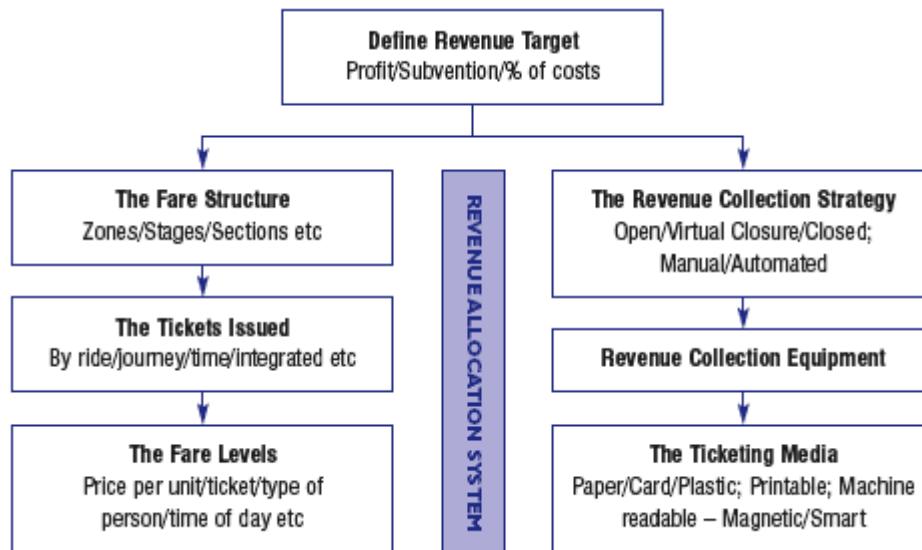 Define Revenue Target
Profit/Subvention/% of costs
The Fare Structure
Zones/Stages/Sections etc
The Tickets Issued
By ride/journey/time/integrated etc
The Fare Levels
Price per unit/ticket/type of
person/time of day etc
REVENUE ALLOCATION SYSTEM
The Revenue Collection Strategy
Open/Virtual Closure/Closed;
Manual/Automated
Revenue Collection Equipment
The Ticketing Media
Paper/Card/Plastic; Printable; Machine
readable – Magnetic/Smart